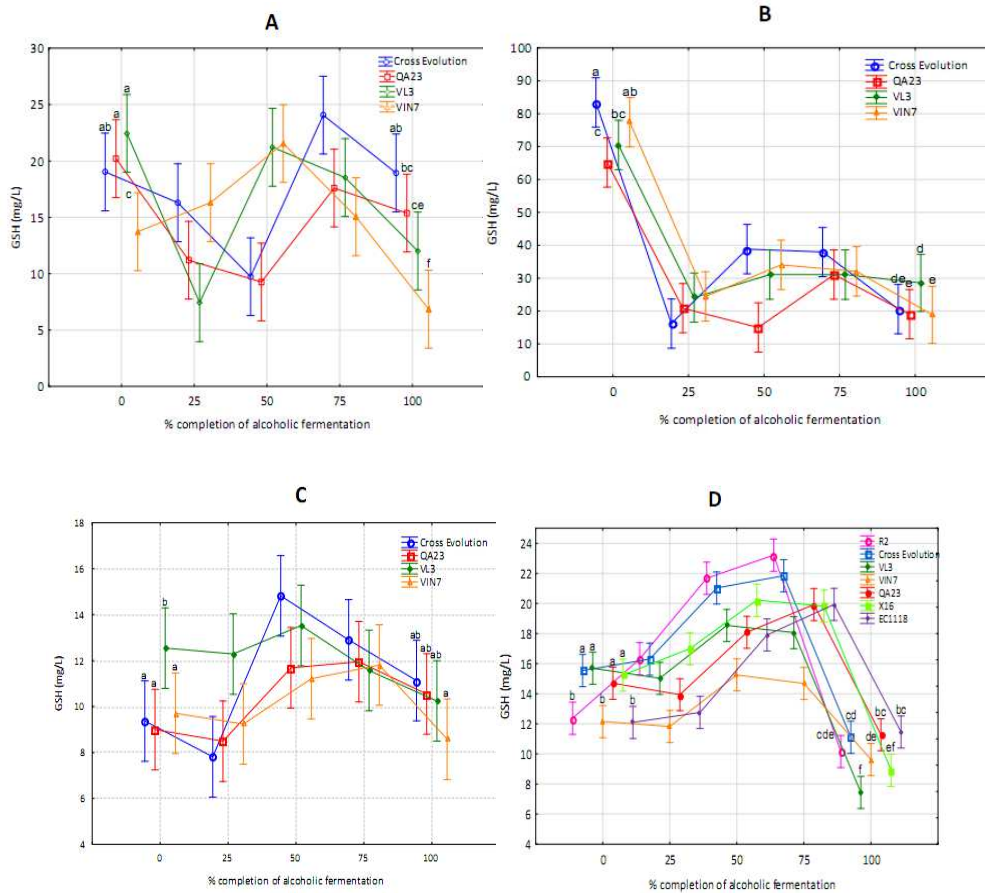 A
GSH (mg/L)
30
25
20
15
10
5
0
Cross Evolution
QA23
VL3
VIN7
ab
a
a
c
ab
bc
ce
f
0
25
50
75
100
% completion of alcoholic fermentation
B
GSH (mg/L)
100
90
80
70
60
50
40
30
20
10
0
Cross Evolution
QA23
VL3
VIN7
a
c
bc
ab
de
e
d
e
0
25
50
75
100
% completion of alcoholic fermentation
C
GSH (mg/L)
18
16
14
12
10
8
6
4
Cross Evolution
QA23
VL3
VIN7
a
a
b
a
ab
ab
ab
a
0
25
50
75
100
% completion of alcoholic fermentation
D
GSH (mg/L)
24
22
20
18
16
14
12
10
8
6
4
R2
Cross Evolution
VL3
VIN7
QA23
X16
EC1118
b
a
a
b
a
a
b
cde
cd
f
de
bc
ef
bc
0
25
50
75
100
% completion of alcoholic fermentation